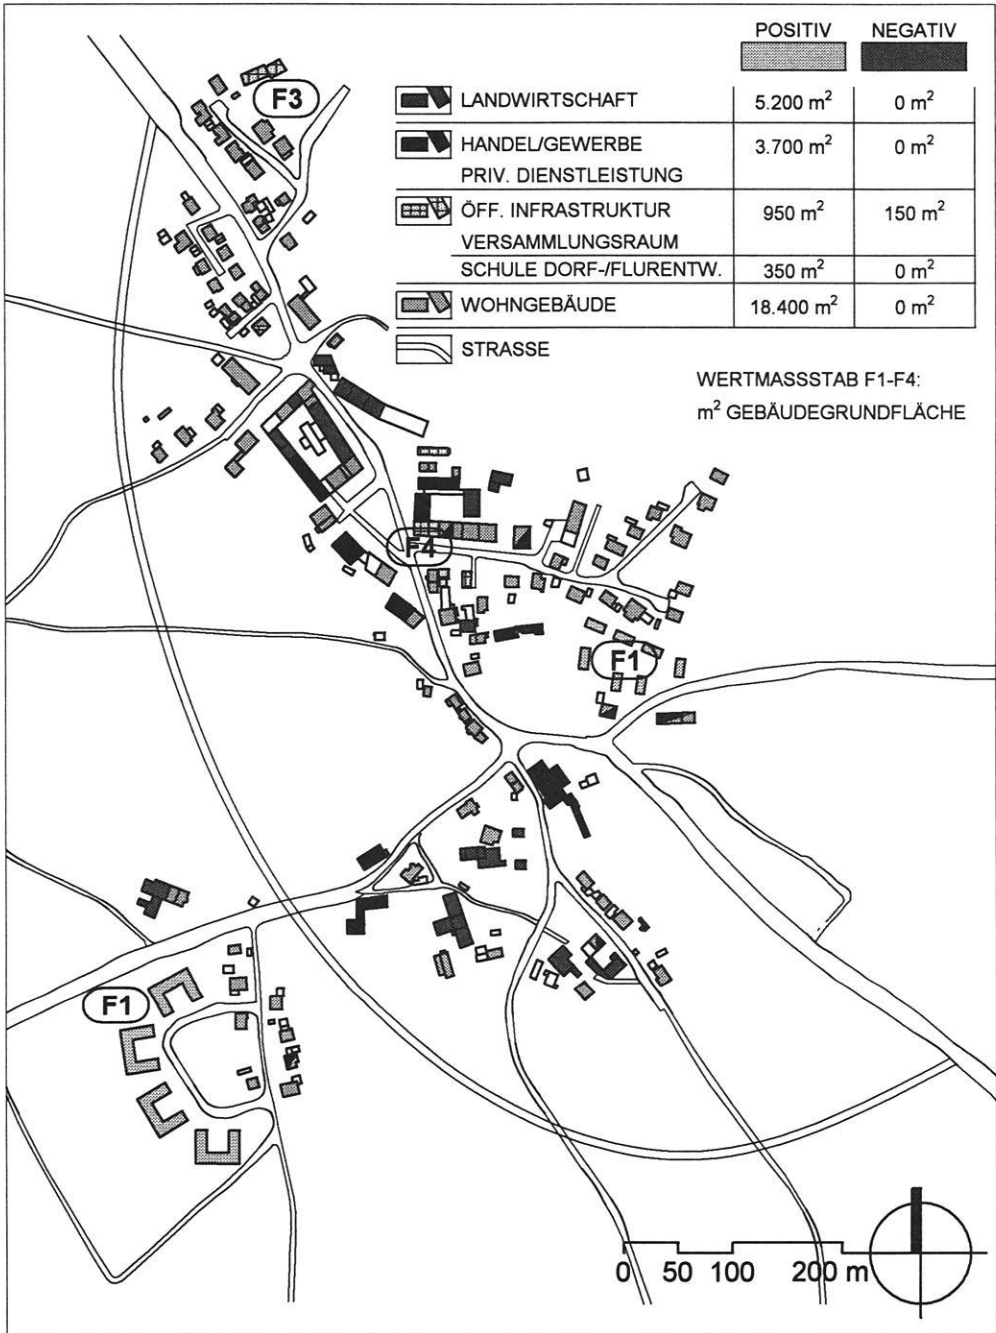 POSITIV NEGATIV
LANDWIRTSCHAFT 5.200 m² 0 m²
HANDEL/GEWERBE 3.700 m² 0 m²
PRIV. DIENSTLEISTUNG
ÖFF. INFRASTRUKTUR 950 m² 150 m²
VERSAMMLUNGSRAUM
SCHULE DORF-/FLURENTW. 350 m² 0 m²
WOHNGEBÄUDE 18.400 m² 0 m²
STRASSE
WERTMASSSTAB F1-F4:
m² GEBÄUDEGRUNDFLÄCHE
F3
F4
F1
F1
0 50 100 200 m